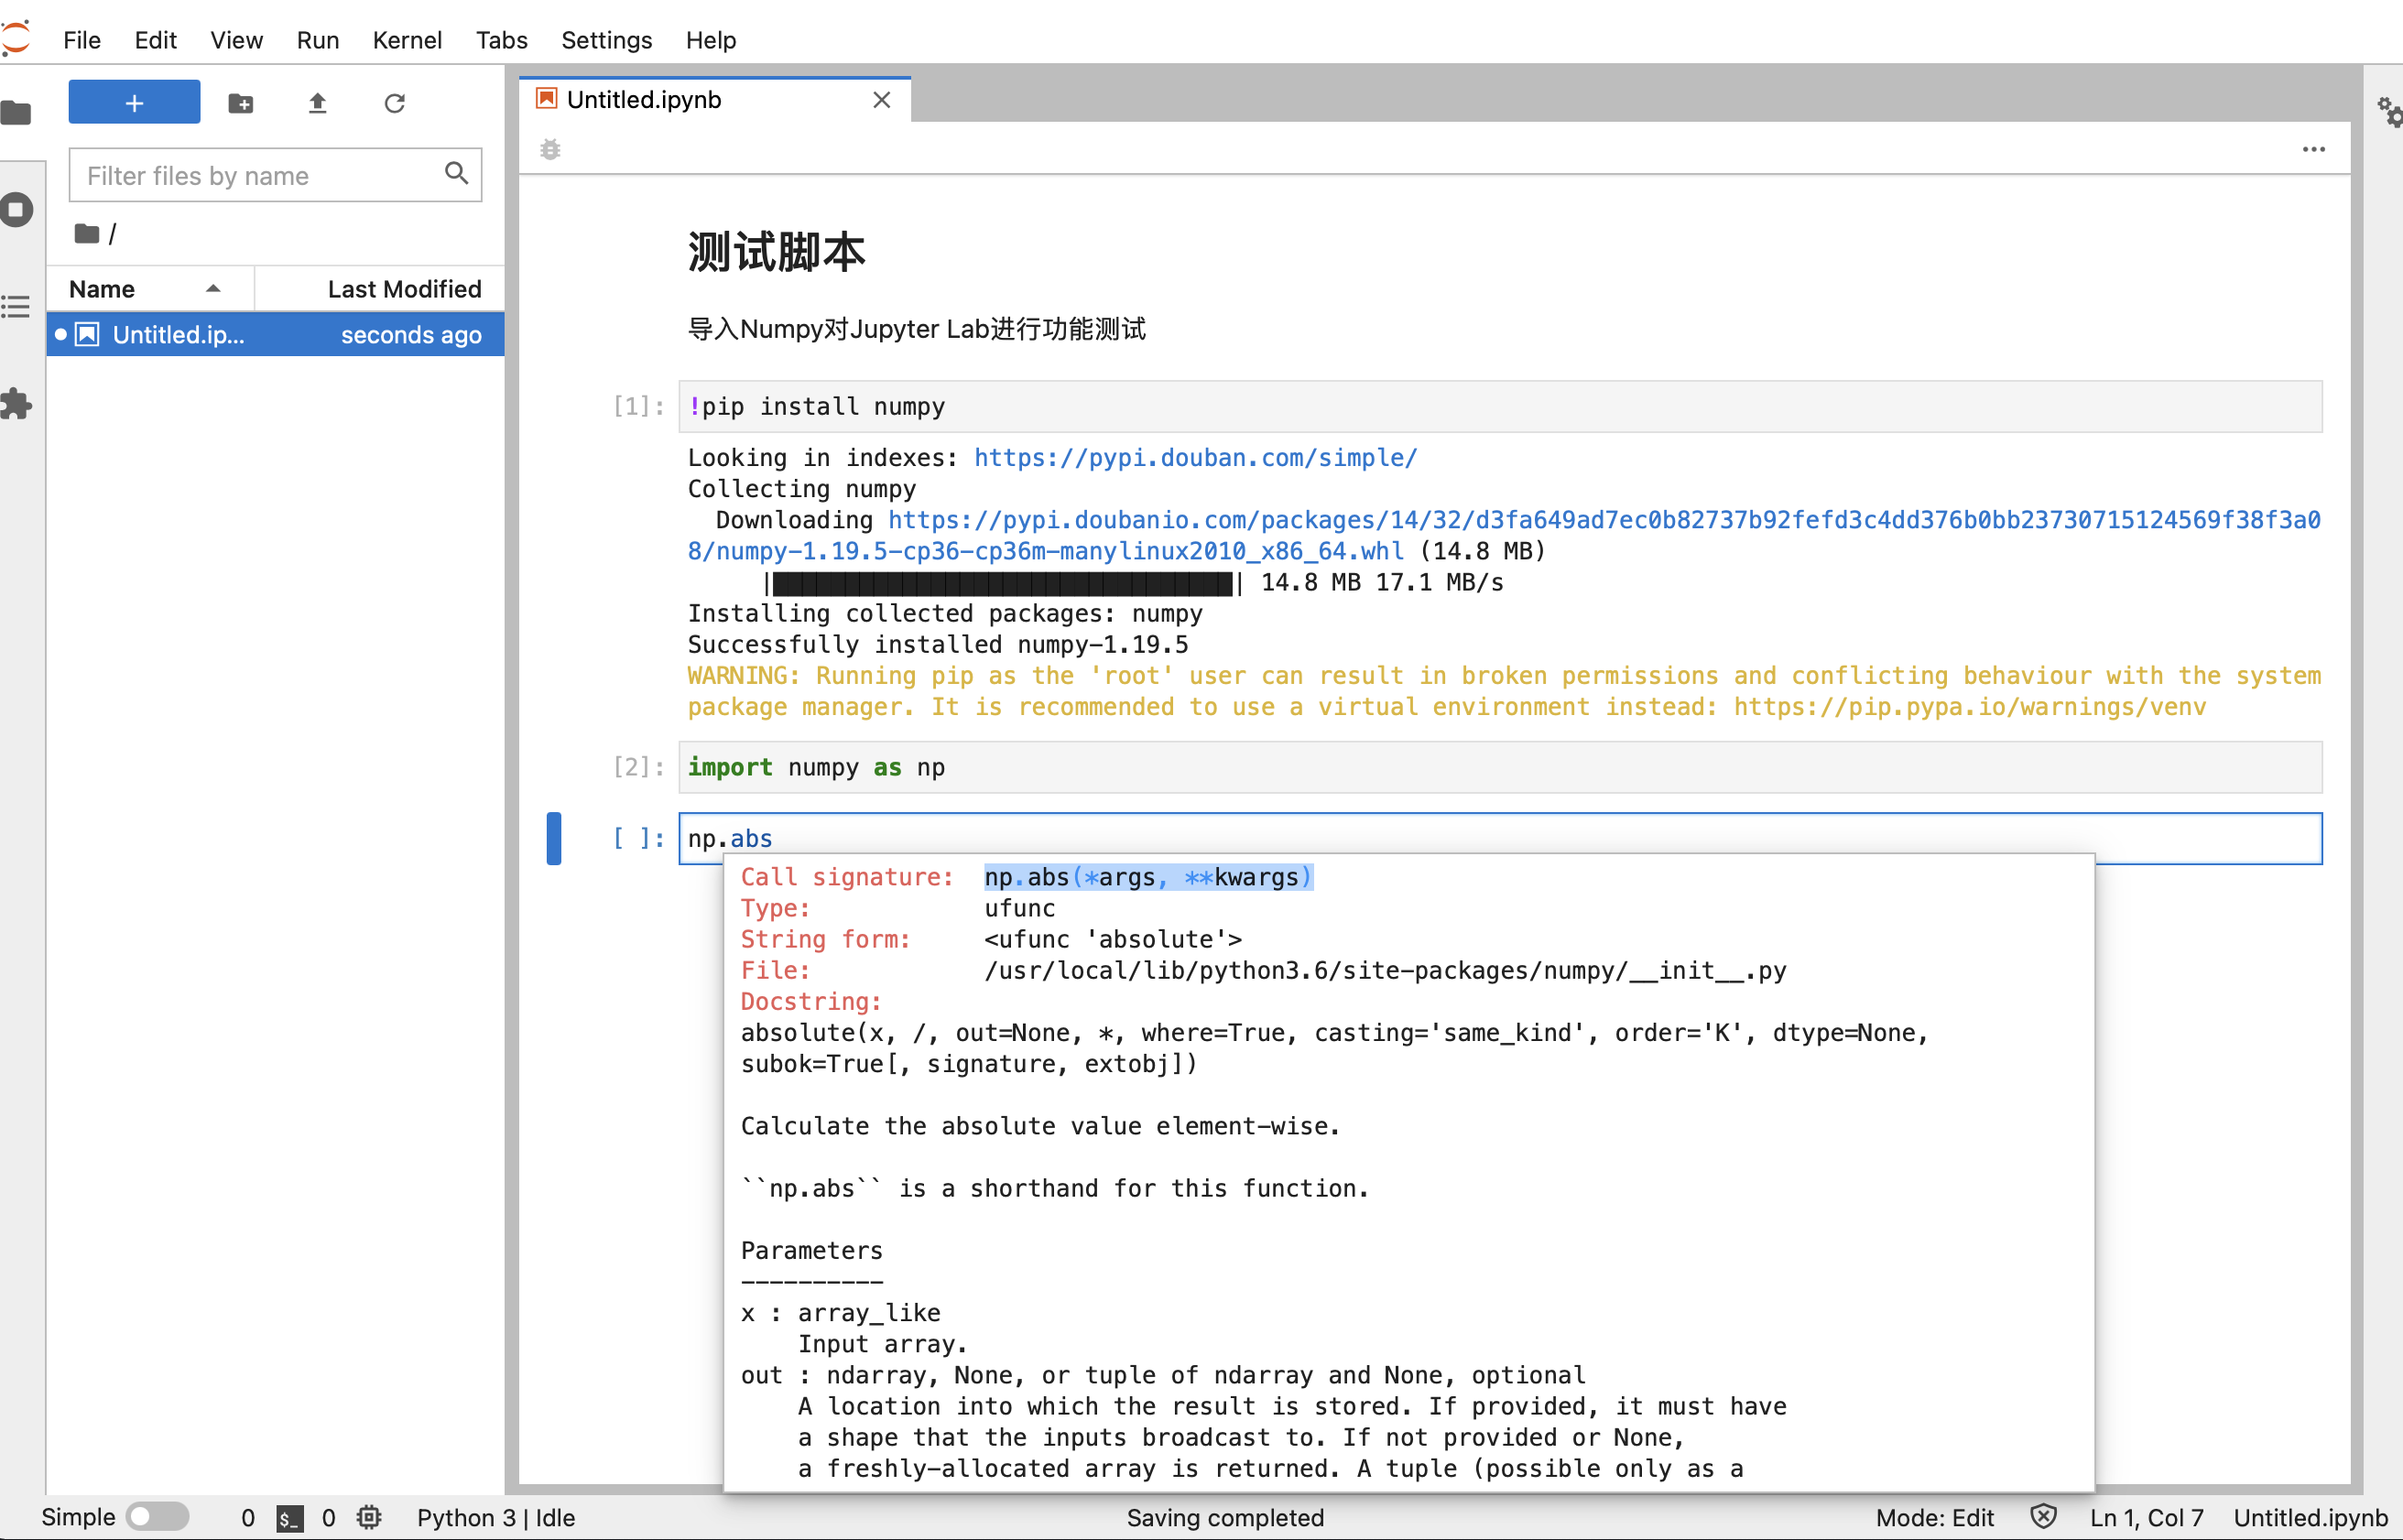 File Edit View Run Kernel Tabs Settings Help
+
Filter files by name
/
Name Last Modified
Untitled.ip... seconds ago
Untitled.ipynb
测试脚本
导入Numpy对Jupyter Lab进行功能测试
[1]: !pip install numpy
Looking in indexes: https://pypi.douban.com/simple/
Collecting numpy
Downloading https://pypi.doubanio.com/packages/14/32/d3fa649ad7ec0b82737b92fefd3c4dd376b0bb23730715124569f38f3a0
8/numpy-1.19.5-cp36-cp36m-manylinux2010_x86_64.whl (14.8 MB)
|████████████████████████████████| 14.8 MB 17.1 MB/s
Installing collected packages: numpy
Successfully installed numpy-1.19.5
WARNING: Running pip as the 'root' user can result in broken permissions and conflicting behaviour with the system
package manager. It is recommended to use a virtual environment instead: https://pip.pypa.io/warnings/venv
[2]: import numpy as np
[ ]: np.abs
Call signature: np.abs(*args, **kwargs)
Type: ufunc
String form: <ufunc 'absolute'>
File: /usr/local/lib/python3.6/site-packages/numpy/__init__.py
Docstring:
absolute(x, /, out=None, *, where=True, casting='same_kind', order='K', dtype=None,
subok=True[, signature, extobj])
Calculate the absolute value element-wise.
``np.abs`` is a shorthand for this function.
Parameters
----------
x : array_like
Input array.
out : ndarray, None, or tuple of ndarray and None, optional
A location into which the result is stored. If provided, it must have
a shape that the inputs broadcast to. If not provided or None,
a freshly-allocated array is returned. A tuple (possible only as a
Simple 0 $_ 0 Python 3 | Idle Saving completed Mode: Edit Ln 1, Col 7 Untitled.ipynb